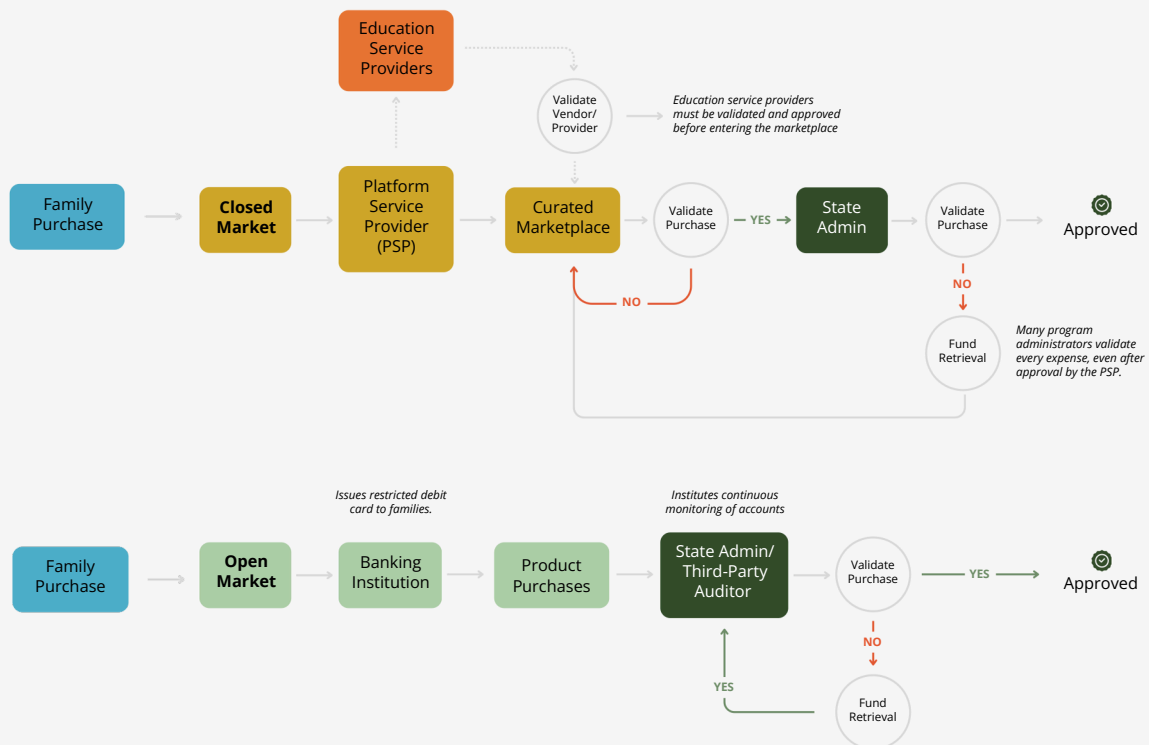 Education
Service
Providers
Validate
Vendor/
Provider
Education service providers
must be validated and approved
before entering the marketplace
Family
Purchase
Closed
Market
Platform
Service
Provider
(PSP)
Curated
Marketplace
Validate
Purchase
YES
State
Admin
Validate
Purchase
Approved
NO
NO
Fund
Retrieval
Many program
administrators validate
every expense, even after
approval by the PSP.
Issues restricted debit
card to families.
Institutes continuous
monitoring of accounts
Family
Purchase
Open
Market
Banking
Institution
Product
Purchases
State Admin/
Third-Party
Auditor
Validate
Purchase
YES
Approved
NO
YES
Fund
Retrieval